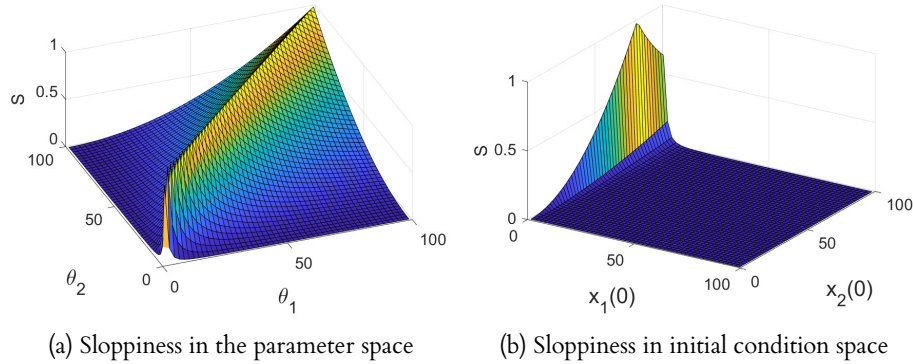 1
0.5
0
S
100
50
0
θ2
0
50
100
θ1
1
0.5
0
S
0
50
100
x1(0)
100
50
0
x2(0)
(a) Sloppiness in the parameter space
(b) Sloppiness in initial condition space